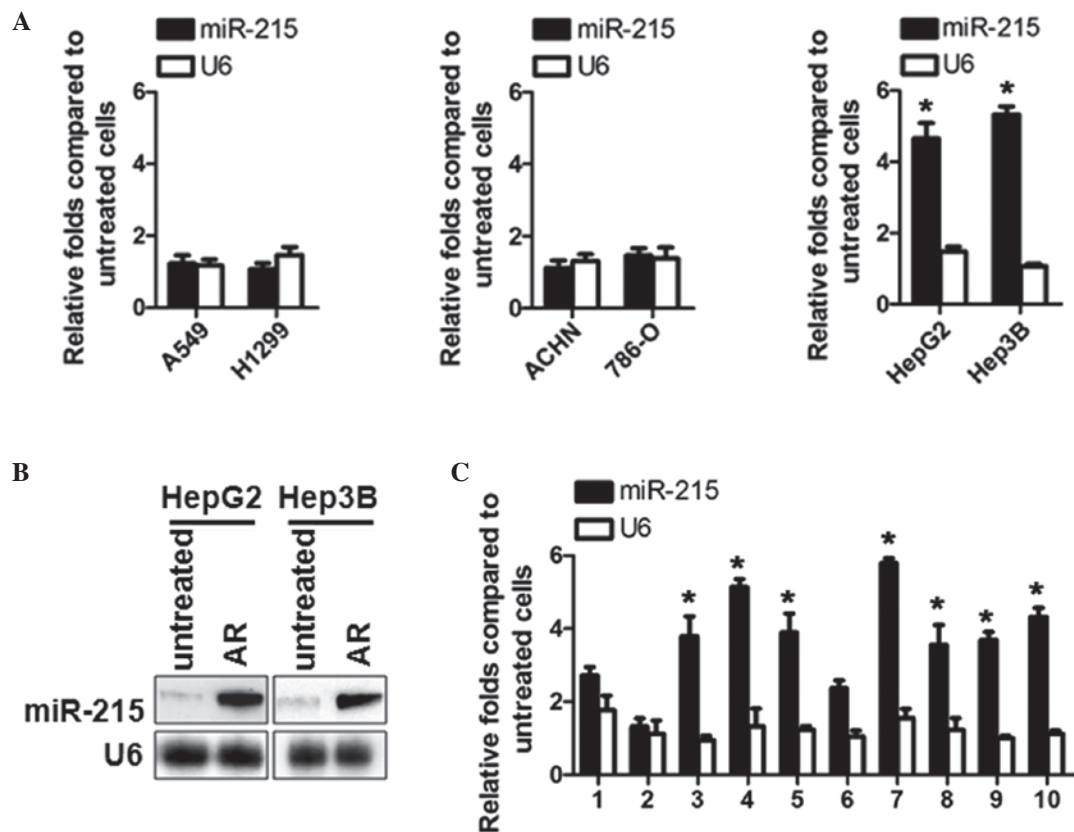 A
miR-215
U6
Relative folds compared to
untreated cells
6
4
2
0
A549
H1299
miR-215
U6
Relative folds compared to
untreated cells
6
4
2
0
ACHN
786-O
miR-215
U6
Relative folds compared to
untreated cells
6
4
2
0
*
*
HepG2
Hep3B
B
HepG2 Hep3B
untreated AR untreated AR
miR-215
U6
C
miR-215
U6
Relative folds compared to
untreated cells
6
4
2
0
* * * * * * *
1 2 3 4 5 6 7 8 9 10